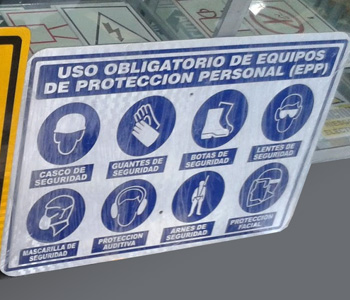 USO OBLIGATORIO DE EQUIPOS
DE PROTECCION PERSONAL (EPP)
CASCO DE
SEGURIDAD
GUANTES DE
SEGURIDAD
BOTAS DE
SEGURIDAD
LENTES DE
SEGURIDAD
MASCARILLA DE
SEGURIDAD
PROTECCION
AUDITIVA
ARNES DE
SEGURIDAD
PROTECCION
FACIAL